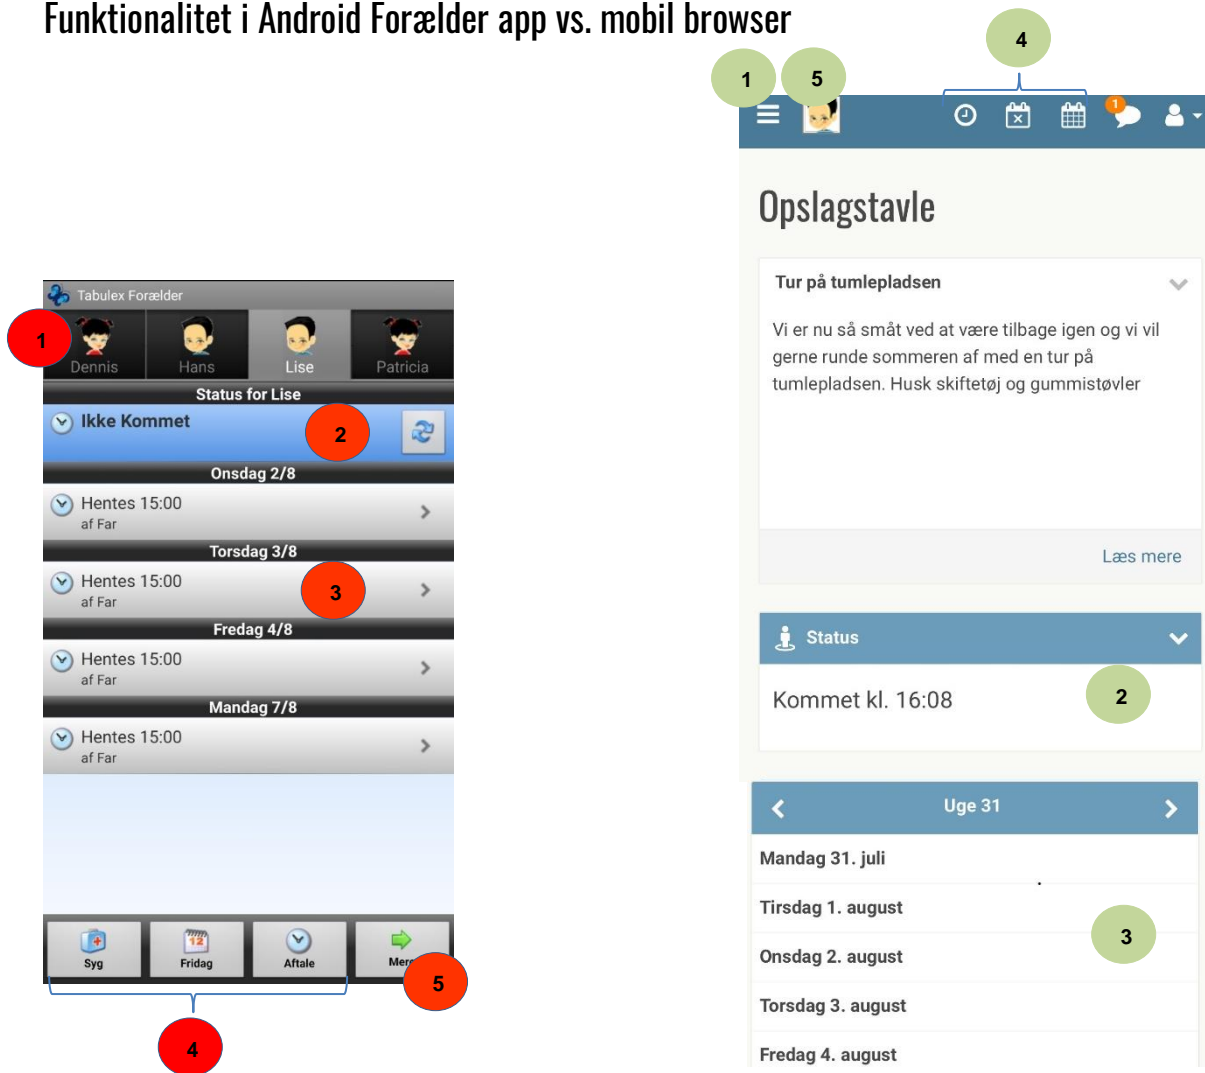 Funktionalitet i Android Forælder app vs. mobil browser
4
1
5
1
Opslagstavle
Tur på tumlepladsen
Vi er nu så småt ved at være tilbage igen og vi vil
gerne runde sommeren af med en tur på
tumlepladsen. Husk skiftetøj og gummistøvler
Læs mere
Status
Kommet kl. 16:08
2
Uge 31
Mandag 31. juli
Tirsdag 1. august
3
Onsdag 2. august
Torsdag 3. august
Fredag 4. august
Tabulex Forælder
1
Dennis
Hans
Lise
Patricia
Status for Lise
Ikke Kommet
2
Onsdag 2/8
Hentes 15:00
af Far
Torsdag 3/8
Hentes 15:00
af Far
3
Fredag 4/8
Hentes 15:00
af Far
Mandag 7/8
Hentes 15:00
af Far
12
Syg
Fridag
Aftale
Mere
5
4